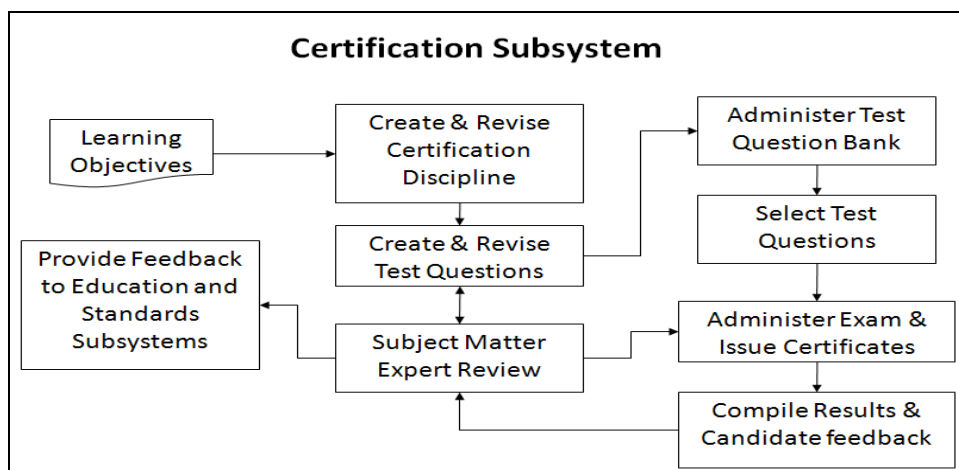 Certification Subsystem
Learning
Objectives
Create & Revise
Certification
Discipline
Administer Test
Question Bank
Select Test
Questions
Create & Revise
Test Questions
Provide Feedback
to Education and
Standards
Subsystems
Subject Matter
Expert Review
Administer Exam &
Issue Certificates
Compile Results &
Candidate feedback